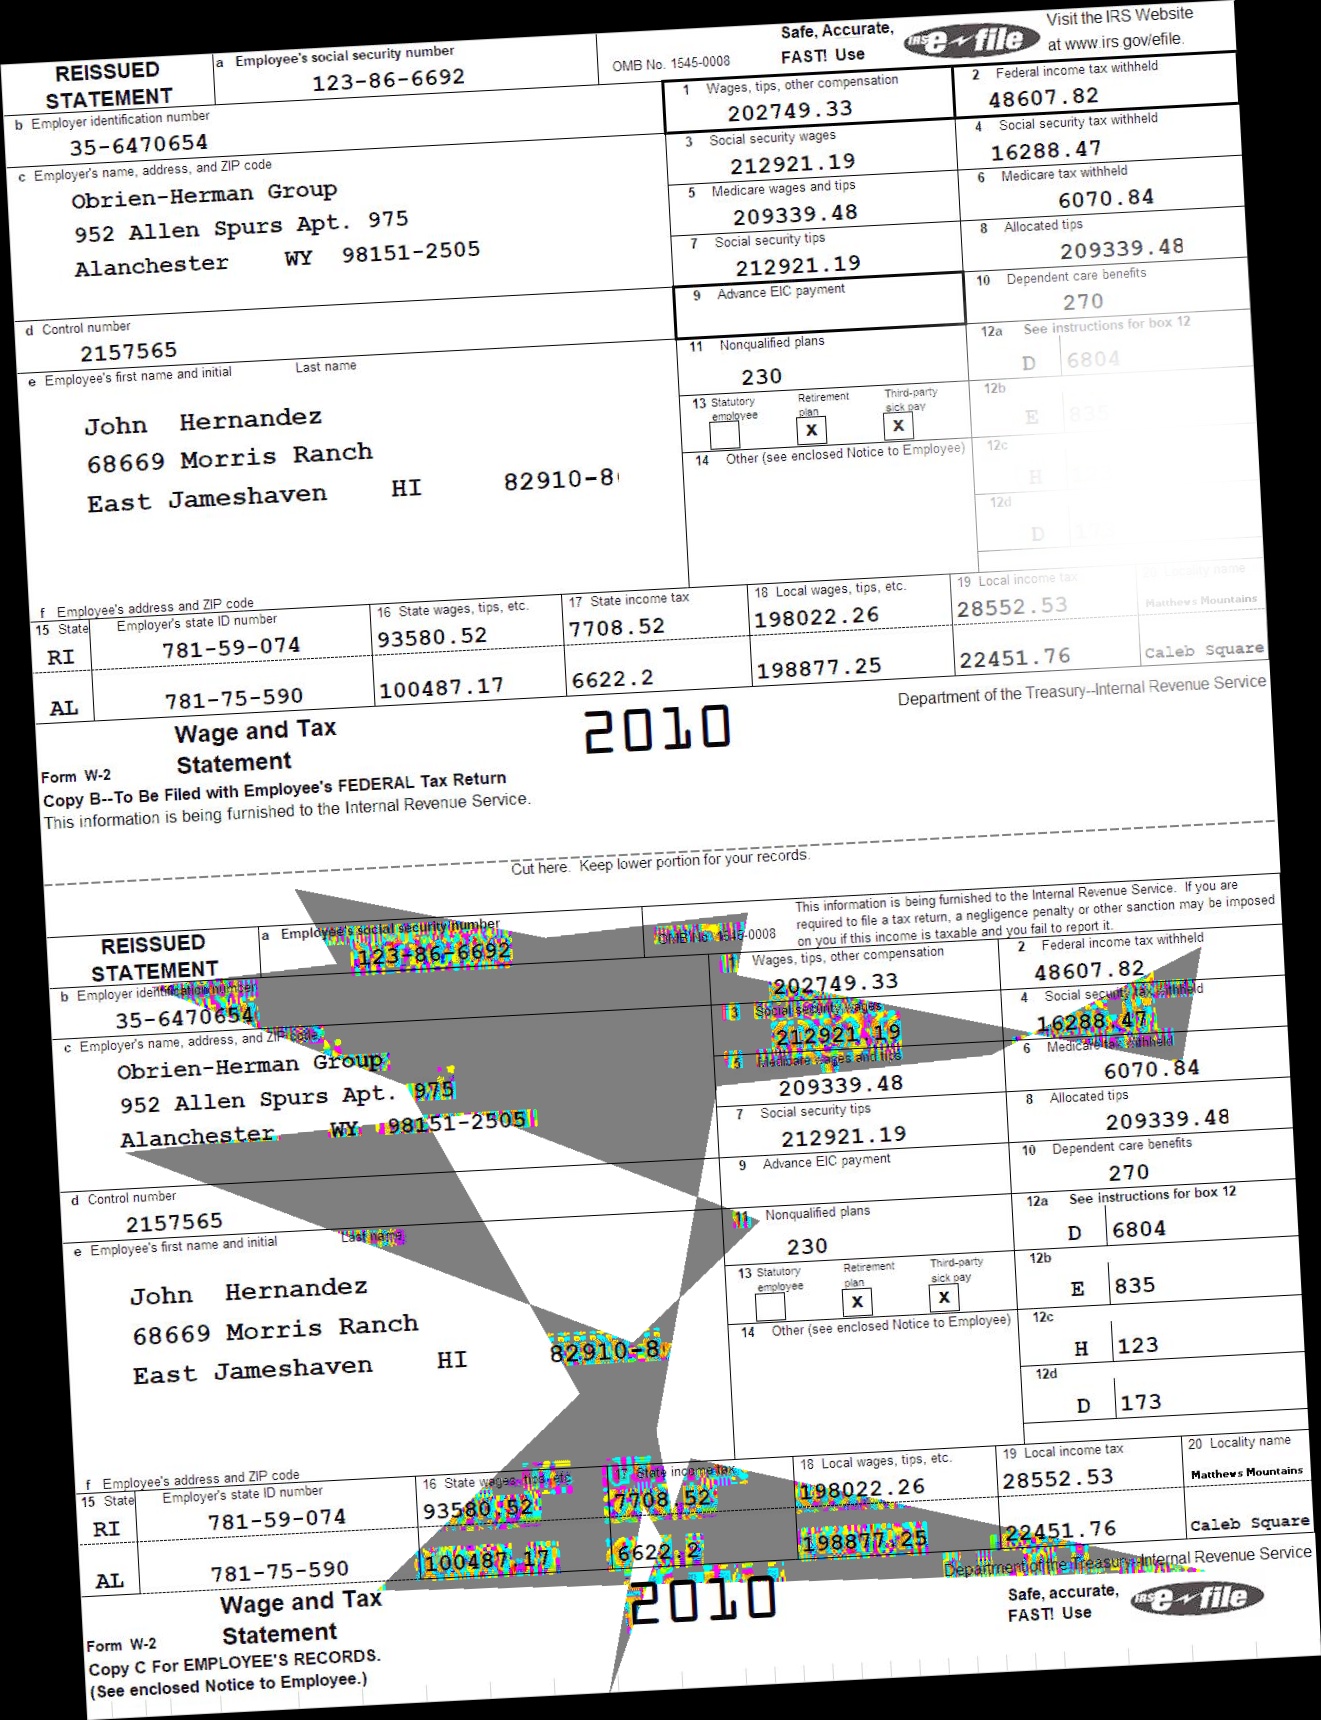 REISSUED STATEMENT
a Employee's social security number
123-86-6692
OMB No. 1545-0008
Safe, Accurate, FAST! Use
IRS e-file
Visit the IRS Website at www.irs gov/efile.
b Employer identification number
35-6470654
1 Wages, tips, other compensation
202749.33
2 Federal income tax withheld
48607.82
c Employer's name, address, and ZIP code
Obrien-Herman Group
952 Allen Spurs Apt. 975
Alanchester WY 98151-2505
3 Social security wages
212921.19
4 Social security tax withheld
16288.47
5 Medicare wages and tips
209339.48
6 Medicare tax withheld
6070.84
7 Social security tips
212921.19
8 Allocated tips
209339.48
d Control number
2157565
9 Advance EIC payment
10 Dependent care benefits
270
e Employee's first name and initial Last name
John Hernandez
68669 Morris Ranch
East Jameshaven HI 82910-8
11 Nonqualified plans
230
12a See instructions for box 12
D 6804
13 Statutory employee
Retirement plan X
Third-party sick pay X
12b
E 835
14 Other (see enclosed Notice to Employee)
12c
H
12d
D
f Employee's address and ZIP code
15 State Employer's state ID number
16 State wages, tips, etc.
17 State income tax
18 Local wages, tips, etc.
19 Local income tax
20 Locality name
RI 781-59-074 93580.52 7708.52 198022.26 28552.53 Matthews Mountains
AL 781-75-590 100487.17 6622.2 198877.25 22451.76 Caleb Square
Form W-2 Wage and Tax Statement
2010
Department of the Treasury--Internal Revenue Service
Copy B--To Be Filed with Employee's FEDERAL Tax Return
This information is being furnished to the Internal Revenue Service.
Cut here. Keep lower portion for your records.
REISSUED STATEMENT
a Employee's social security number
123-86-6692
OMB No. 1545-0008
This information is being furnished to the Internal Revenue Service. If you are
required to file a tax return, a negligence penalty or other sanction may be imposed
on you if this income is taxable and you fail to report it.
b Employer identification number
35-6470654
1 Wages, tips, other compensation
202749.33
2 Federal income tax withheld
48607.82
c Employer's name, address, and ZIP code
Obrien-Herman Group
952 Allen Spurs Apt. 975
Alanchester WY 98151-2505
3 Social security wages
212921.19
4 Social security tax withheld
16288.47
5 Medicare wages and tips
209339.48
6 Medicare tax withheld
6070.84
7 Social security tips
212921.19
8 Allocated tips
209339.48
d Control number
2157565
9 Advance EIC payment
10 Dependent care benefits
270
e Employee's first name and initial Last name
John Hernandez
68669 Morris Ranch
East Jameshaven HI 82910-8
11 Nonqualified plans
230
12a See instructions for box 12
D 6804
13 Statutory employee
Retirement plan X
Third-party sick pay X
12b
E 835
14 Other (see enclosed Notice to Employee)
12c
H 123
12d
D 173
f Employee's address and ZIP code
15 State Employer's state ID number
16 State wages, tips, etc.
17 State income tax
18 Local wages, tips, etc.
19 Local income tax
20 Locality name
RI 781-59-074 93580.52 7708.52 198022.26 28552.53 Matthews Mountains
AL 781-75-590 100487.17 6622.2 198877.25 22451.76 Caleb Square
Form W-2 Wage and Tax Statement
2010
Department of the Treasury--Internal Revenue Service
Safe, accurate, FAST! Use
IRS e-file
Copy C For EMPLOYEE'S RECORDS.
(See enclosed Notice to Employee.)